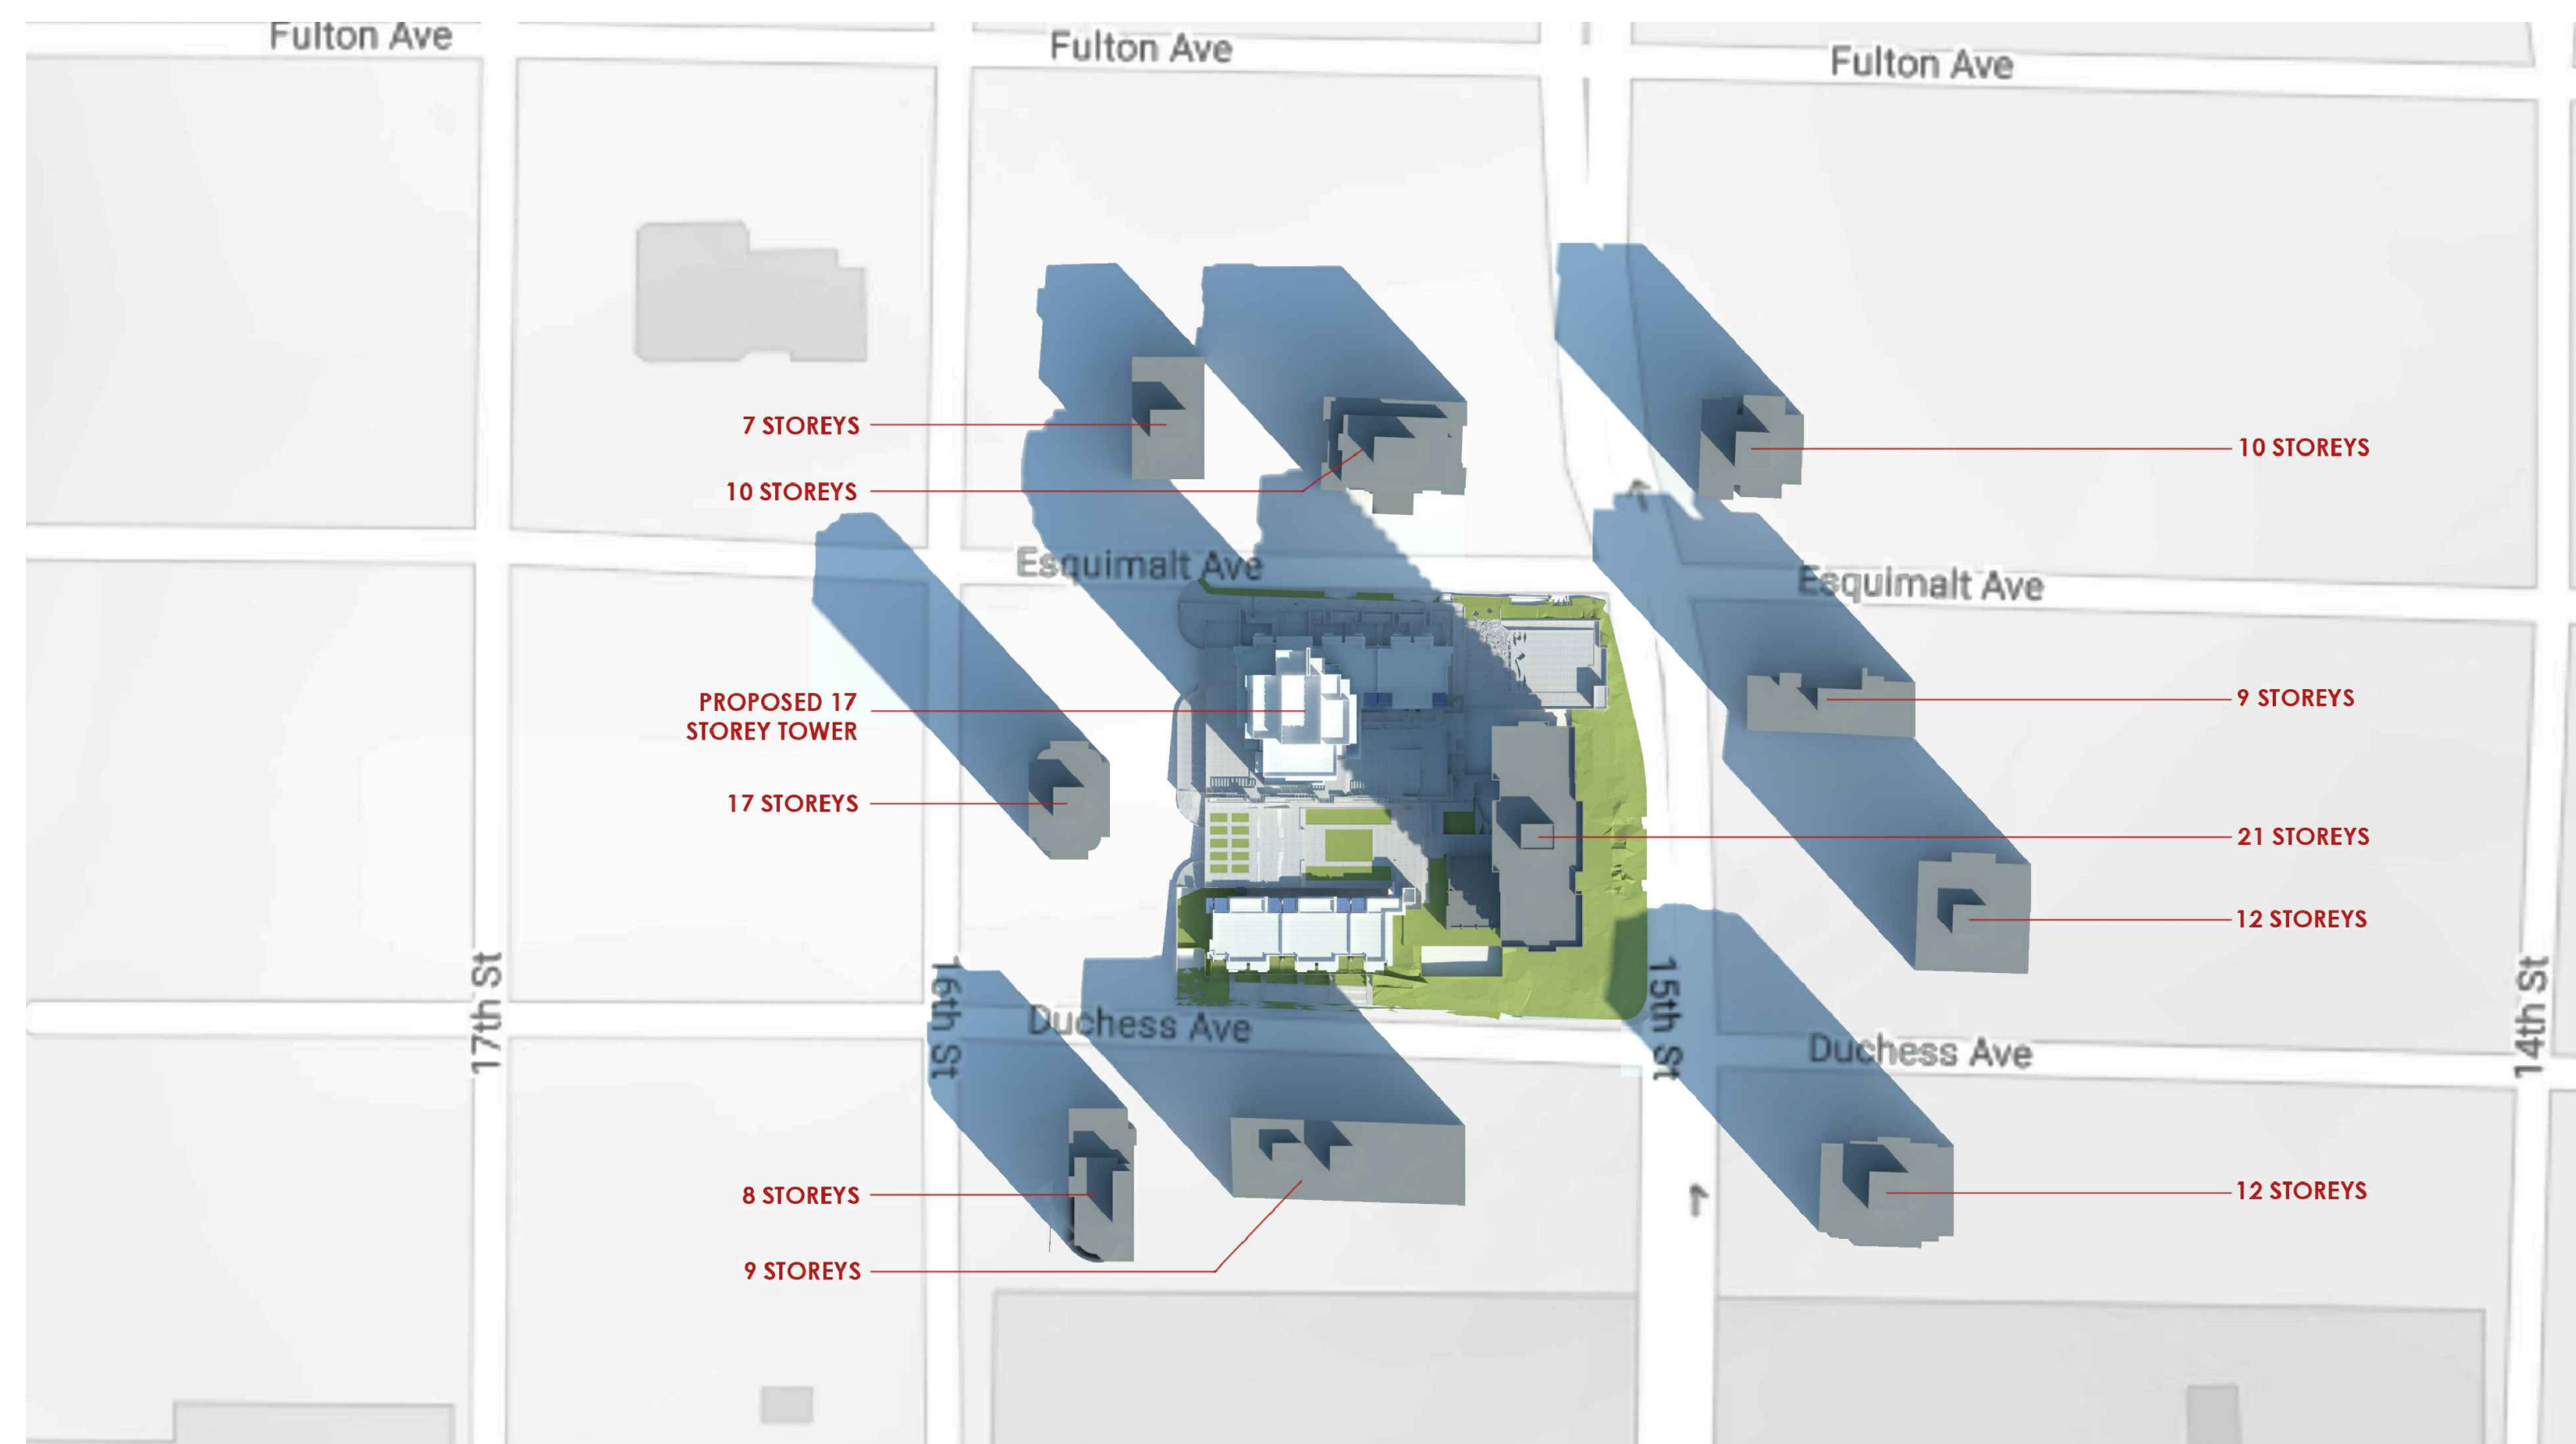 Fulton Ave
Fulton Ave
Fulton Ave
7 STOREYS
10 STOREYS
10 STOREYS
Esquimalt Ave
Esquimalt Ave
PROPOSED 17
STOREY TOWER
9 STOREYS
17 STOREYS
21 STOREYS
12 STOREYS
17th St
16th St
15th St
14th St
Duchess Ave
Duchess Ave
8 STOREYS
12 STOREYS
9 STOREYS